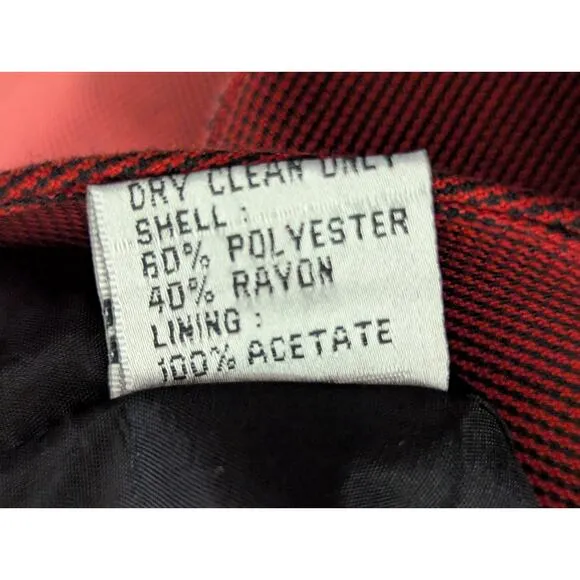 DRY CLEAN ONLY
SHELL :
60% POLYESTER
40% RAYON
LINING :
100% ACETATE